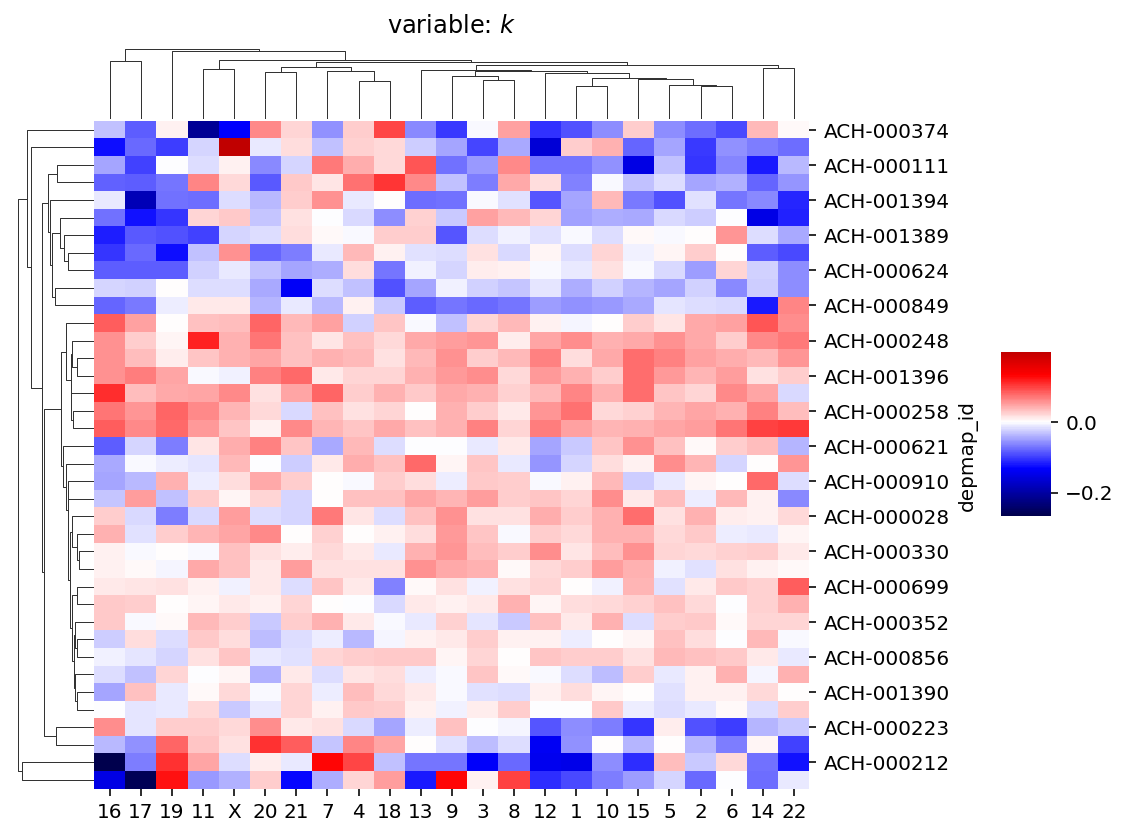 variable: k
ACH-000374
ACH-000111
ACH-001394
ACH-001389
ACH-000624
ACH-000849
ACH-000248
ACH-001396
ACH-000258
ACH-000621
ACH-000910
ACH-000028
ACH-000330
ACH-000699
ACH-000352
ACH-000856
ACH-001390
ACH-000223
ACH-000212
depmap_id
0.0
−0.2
16 17 19 11 X 20 21 7 4 18 13 9 3 8 12 1 10 15 5 2 6 14 22